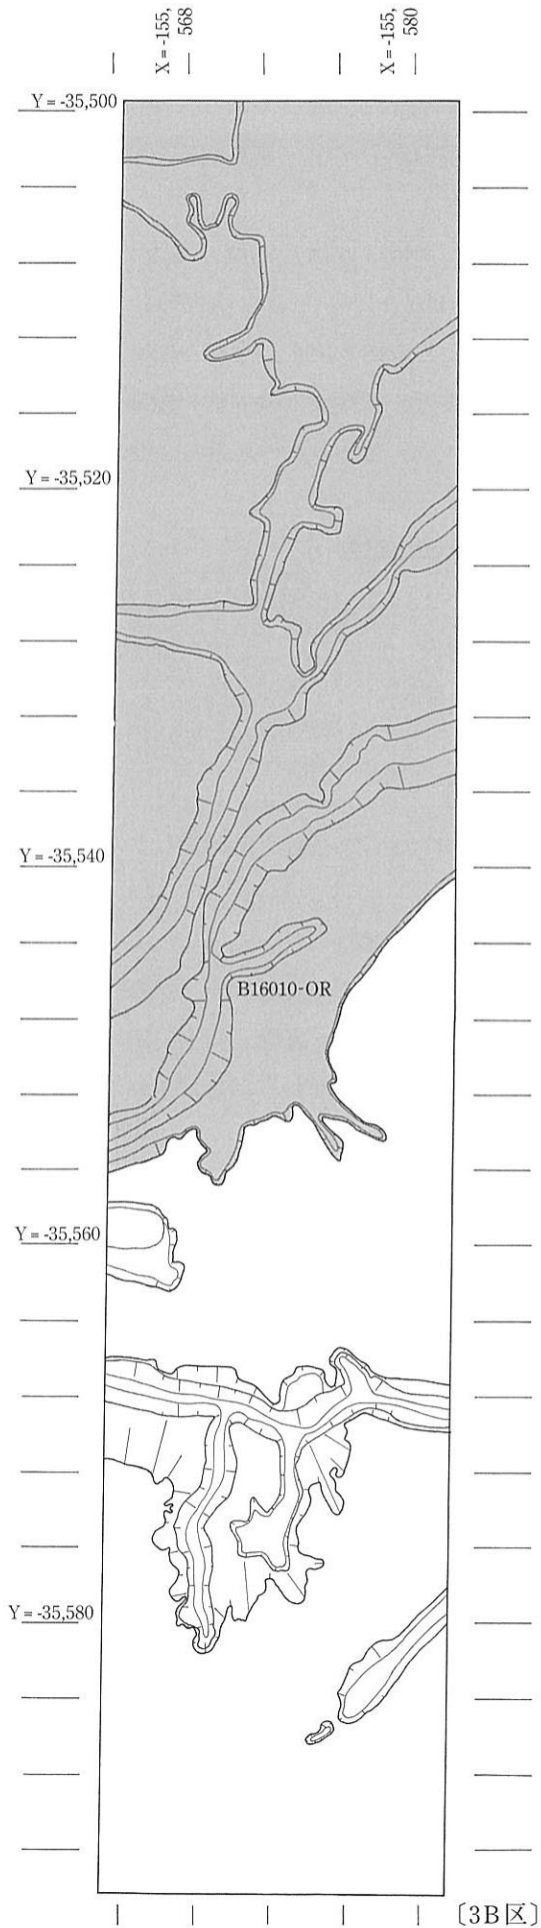 X = -155,
568
X = -155,
580
Y = -35,500
Y = -35,520
Y = -35,540
B16010-OR
Y = -35,560
Y = -35,580
〔3B区〕